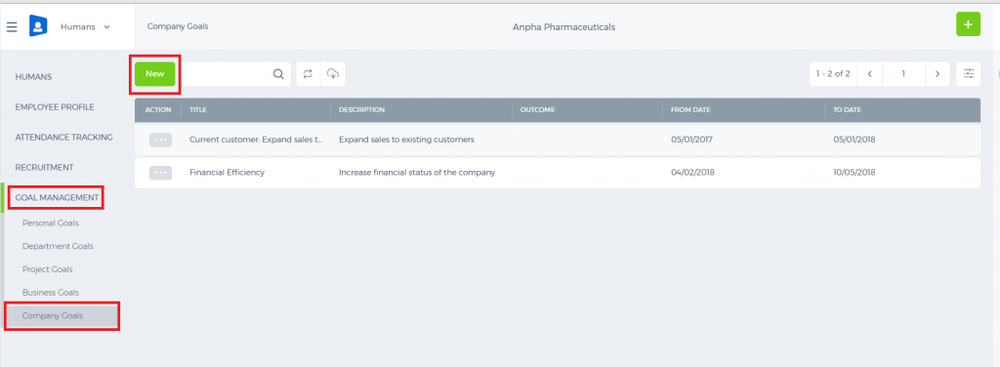 Humans
Company Goals
Anpha Pharmaceuticals
+
HUMANS
EMPLOYEE PROFILE
ATTENDANCE TRACKING
RECRUITMENT
GOAL MANAGEMENT
Personal Goals
Department Goals
Project Goals
Business Goals
Company Goals
New
1 - 2 of 2
1
ACTION TITLE DESCRIPTION OUTCOME FROM DATE TO DATE
Current customer: Expand sales t... Expand sales to existing customers 05/01/2017 05/01/2018
Financial Efficiency Increase financial status of the company 04/02/2018 10/05/2018